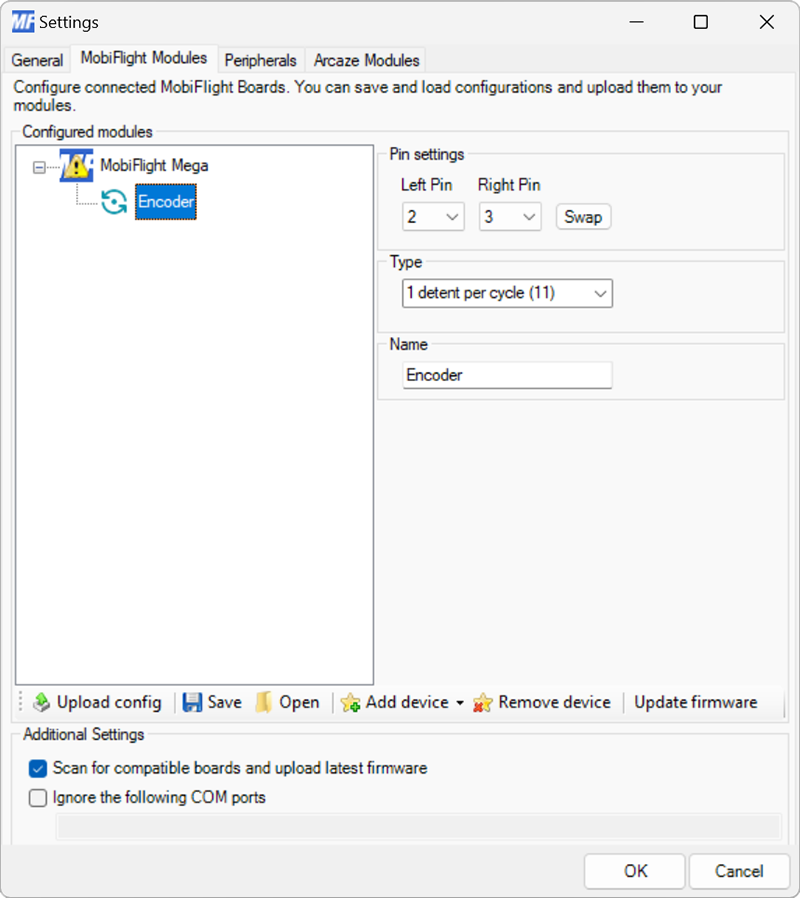 MF Settings
General MobiFlight Modules Peripherals Arcaze Modules
Configure connected MobiFlight Boards. You can save and load configurations and upload them to your
modules.
Configured modules
MobiFlight Mega
Encoder
Pin settings
Left Pin Right Pin
2 3 Swap
Type
1 detent per cycle (11)
Name
Encoder
Upload config Save Open Add device Remove device Update firmware
Additional Settings
Scan for compatible boards and upload latest firmware
Ignore the following COM ports
OK Cancel